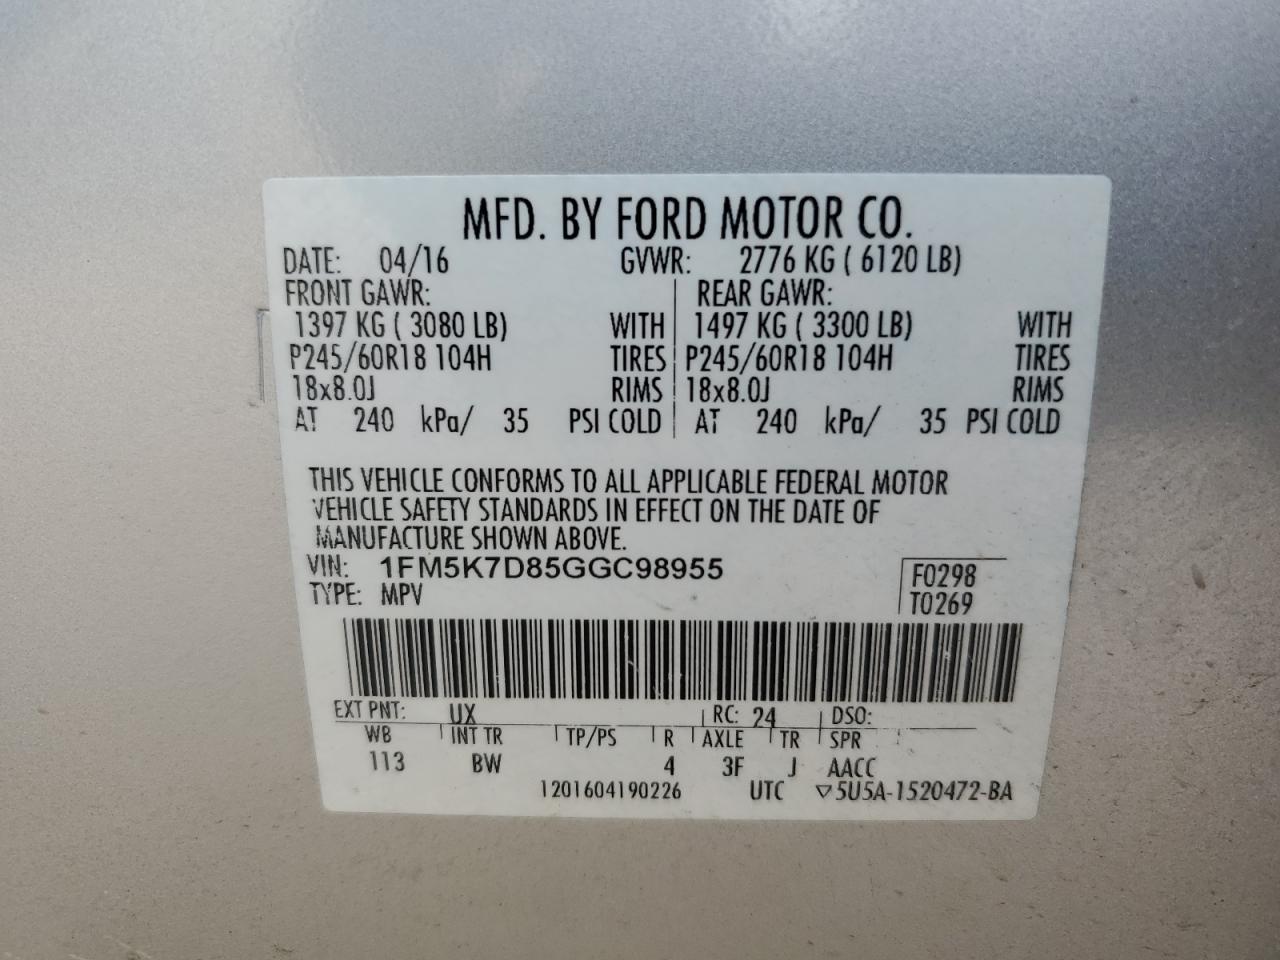 MFD. BY FORD MOTOR CO.
DATE: 04/16 GVWR: 2776 KG ( 6120 LB)
FRONT GAWR: REAR GAWR:
1397 KG ( 3080 LB) WITH 1497 KG ( 3300 LB) WITH
P245/60R18 104H TIRES P245/60R18 104H TIRES
18x8.0J RIMS 18x8.0J RIMS
AT 240 kPa/ 35 PSI COLD AT 240 kPa/ 35 PSI COLD
THIS VEHICLE CONFORMS TO ALL APPLICABLE FEDERAL MOTOR
VEHICLE SAFETY STANDARDS IN EFFECT ON THE DATE OF
MANUFACTURE SHOWN ABOVE.
VIN: 1FM5K7D85GGC98955 F0298
TYPE: MPV T0269
EXT PNT: UX RC: 24 DSO:
WB INT TR TP/PS R AXLE TR SPR
113 BW 4 3F J AACC
1201604190226 UTC ▽5U5A-1520472-BA